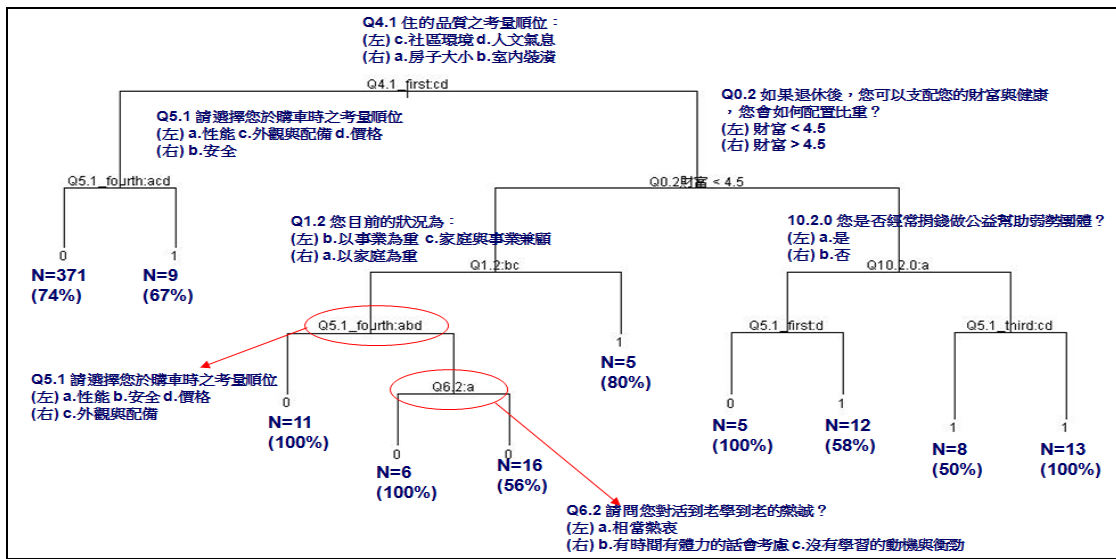 Q4.1 住的品質之考量順位：
(左) c.社區環境 d.人文氣息
(右) a.房子大小 b.室內裝潢
Q4.1_first:cd
Q5.1 請選擇您於購車時之考量順位
(左) a.性能 c.外觀與配備 d.價格
(右) b.安全
Q0.2 如果退休後，您可以支配您的財富與健康
，您會如何配置比重？
(左) 財富 < 4.5
(右) 財富 > 4.5
Q5.1_fourth:acd
Q0.2財富 < 4.5
0
N=371
(74%)
1
N=9
(67%)
Q1.2 您目前的狀況為：
(左) b.以事業為重 c.家庭與事業兼顧
(右) a.以家庭為重
Q1.2:bc
10.2.0 您是否經常捐錢做公益幫助弱勢團體？
(左) a.是
(右) b.否
Q10.2.0:a
Q5.1_fourth:abd
1
N=5
(80%)
Q5.1_first:d
Q5.1_third:cd
Q5.1 請選擇您於購車時之考量順位
(左) a.性能 b.安全 d.價格
(右) c.外觀與配備
0
N=11
(100%)
Q6.2:a
0
N=6
(100%)
0
N=16
(56%)
0
N=5
(100%)
1
N=12
(58%)
1
N=8
(50%)
1
N=13
(100%)
Q6.2 請問您對活到老學到老的熱誠？
(左) a.相當熱衷
(右) b.有時間有體力的話會考慮 c.沒有學習的動機與衝勁